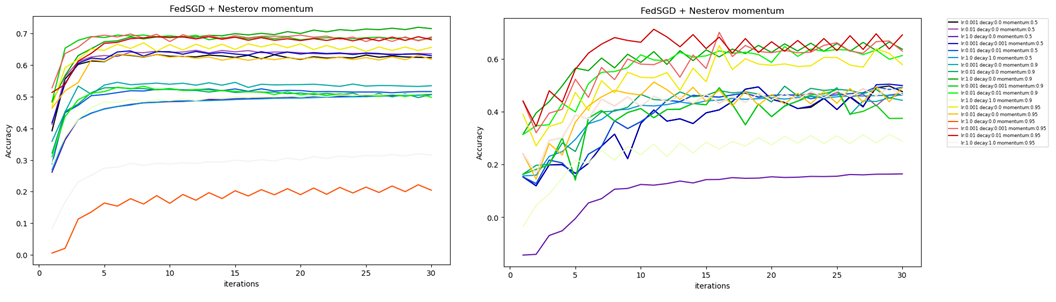 FedSGD + Nesterov momentum
0.7
0.6
0.5
0.4
0.3
0.2
0.1
0.0
Accuracy
0
5
10
15
20
25
30
iterations
FedSGD + Nesterov momentum
0.6
0.4
0.2
0.0
Accuracy
0
5
10
15
20
25
30
iterations
lr:0.001 decay:0.0 momentum:0.5
lr:0.01 decay:0.0 momentum:0.5
lr:1.0 decay:0.0 momentum:0.5
lr:0.001 decay:0.001 momentum:0.5
lr:0.01 decay:0.01 momentum:0.5
lr:1.0 decay:1.0 momentum:0.5
lr:0.001 decay:0.0 momentum:0.9
lr:0.01 decay:0.0 momentum:0.9
lr:1.0 decay:0.0 momentum:0.9
lr:0.001 decay:0.001 momentum:0.9
lr:0.01 decay:0.01 momentum:0.9
lr:1.0 decay:1.0 momentum:0.9
lr:0.001 decay:0.0 momentum:0.95
lr:0.01 decay:0.0 momentum:0.95
lr:1.0 decay:0.0 momentum:0.95
lr:0.001 decay:0.001 momentum:0.95
lr:0.01 decay:0.01 momentum:0.95
lr:1.0 decay:1.0 momentum:0.95